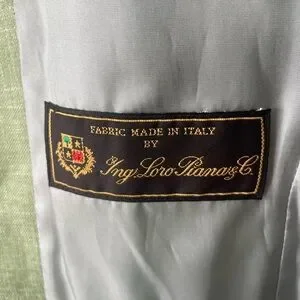 FABRIC MADE IN ITALY
BY
Ing. Loro Piana & C.